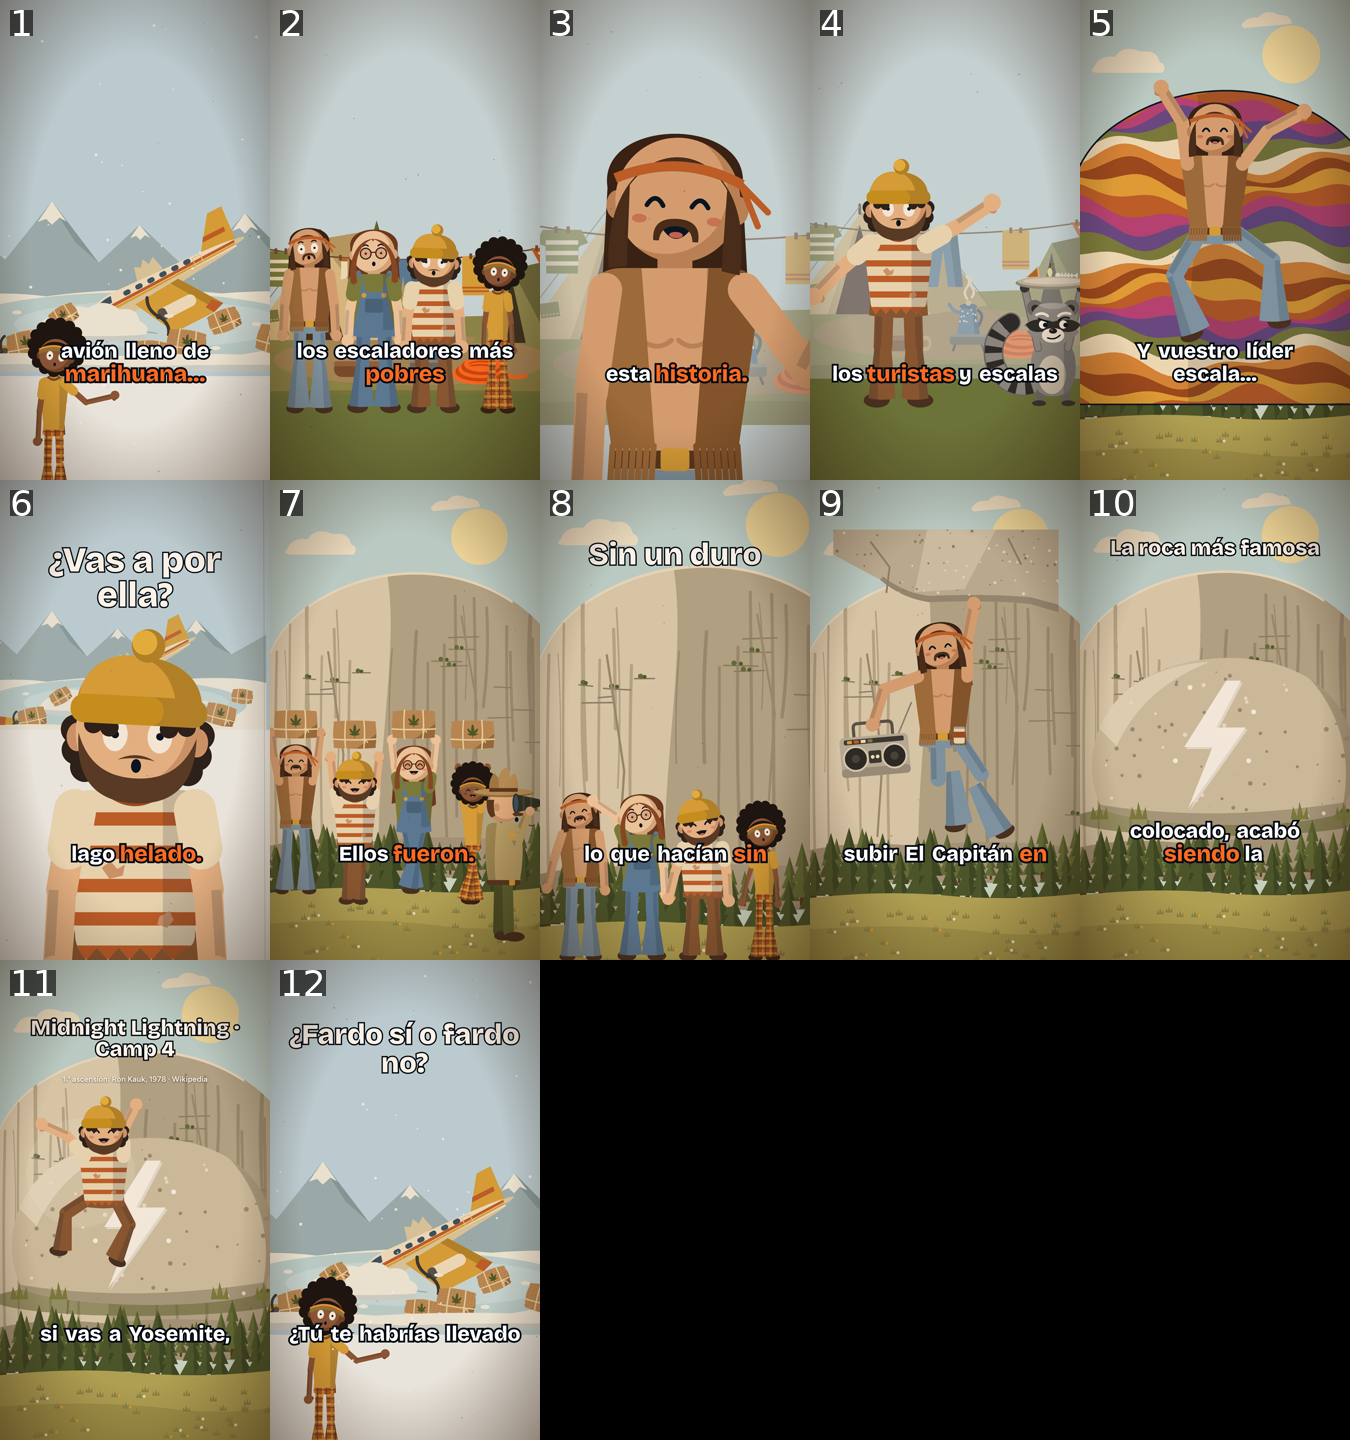 1
avión lleno de
marihuana...
2
los escaladores más
pobres
3
esta historia.
4
los turistas y escalas
5
Y vuestro líder
escala...
6
¿Vas a por
ella?
lago helado.
7
Ellos fueron.
8
Sin un duro
lo que hacían sin
9
subir El Capitán en
10
La roca más famosa
colocado, acabó
siendo la
11
Midnight Lightning ·
Camp 4
1.ª ascensión: Ron Kauk, 1978 · Wikipedia
si vas a Yosemite,
12
¿Fardo sí o fardo
no?
¿Tú te habrías llevado